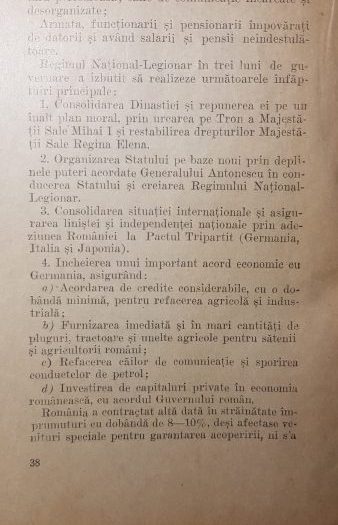 desorganizate;
Armata, funcționarii și pensionarii împovărați
de datorii și având salarii și pensii neindestulă-
toare.
Regimul Național-Legionar în trei luni de gu-
vernare a izbutit să realizeze următoarele înfăp-
tuiri principale:
1. Consolidarea Dinastiei și repunerea ei pe un
înalt plan moral, prin urcarea pe Tron a Majestă-
ții Sale Mihai I și restabilirea drepturilor Majestă-
ții Sale Regina Elena.
2. Organizarea Statului pe baze noui prin depli-
nele puteri acordate Generalului Antonescu în con-
ducerea Statului și creiarea Regimului Național-
Legionar.
3. Consolidarea situației internaționale și asigu-
rarea liniștei și independenței naționale prin ade-
ziunea României la Pactul Tripartit (Germania,
Italia și Japonia).
4. Incheierea unui important acord economic cu
Germania, asigurând:
a) Acordarea de credite considerabile, cu o do-
bândă minimă, pentru refacerea agricolă și indus-
trială;
b) Furnizarea imediată și în mari cantități de
pluguri, tractoare și unelte agricole pentru sătenii
și agricultorii români;
c) Refacerea căilor de comunicație și sporirea
conductelor de petrol;
d) Investirea de capitaluri private în economia
românească, cu acordul Guvernului român.
România a contractat altă dată în străinătate îm-
prumuturi cu dobândă de 8—10%, deși afectase ve-
nituri speciale pentru garantarea acoperirii, ni s'a
38